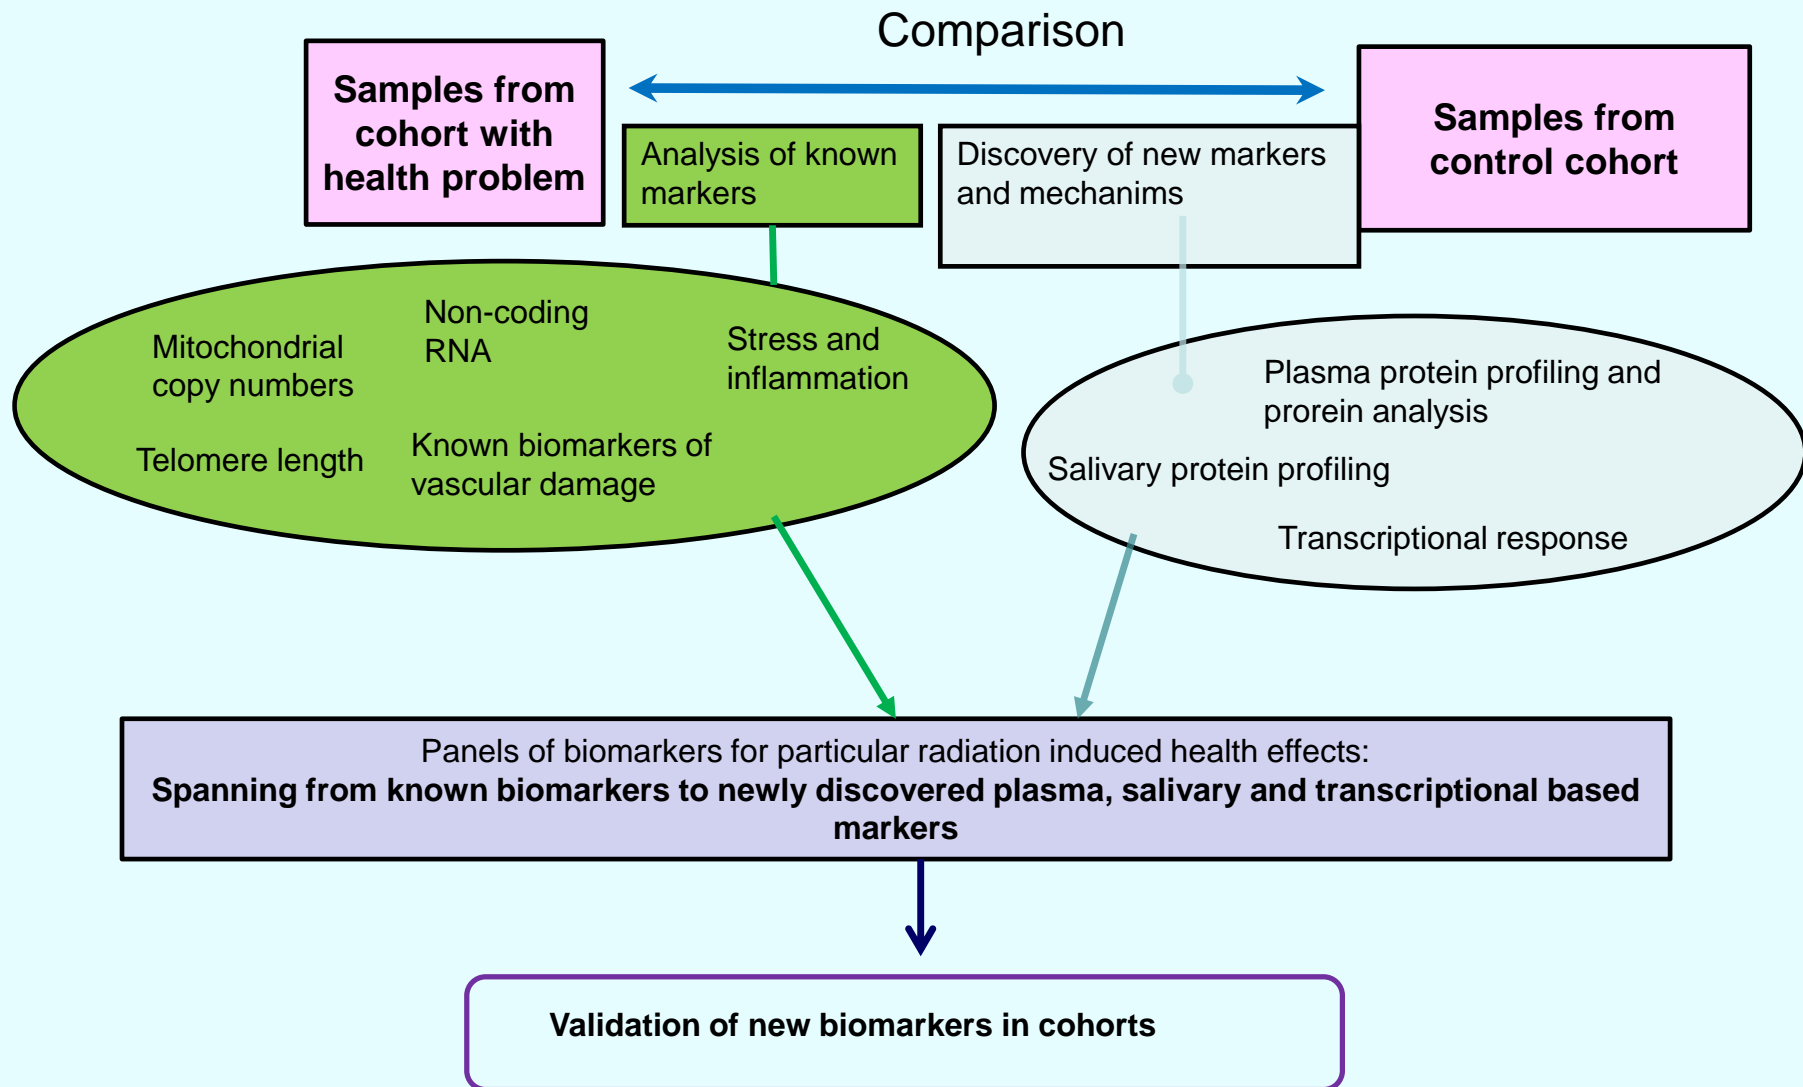 Comparison
Samples from
cohort with
health problem
Analysis of known
markers
Discovery of new markers
and mechanims
Samples from
control cohort
Non-coding
RNA
Mitochondrial
copy numbers
Stress and
inflammation
Telomere length
Known biomarkers of
vascular damage
Plasma protein profiling and
prorein analysis
Salivary protein profiling
Transcriptional response
Panels of biomarkers for particular radiation induced health effects:
Spanning from known biomarkers to newly discovered plasma, salivary and transcriptional based
markers
Validation of new biomarkers in cohorts